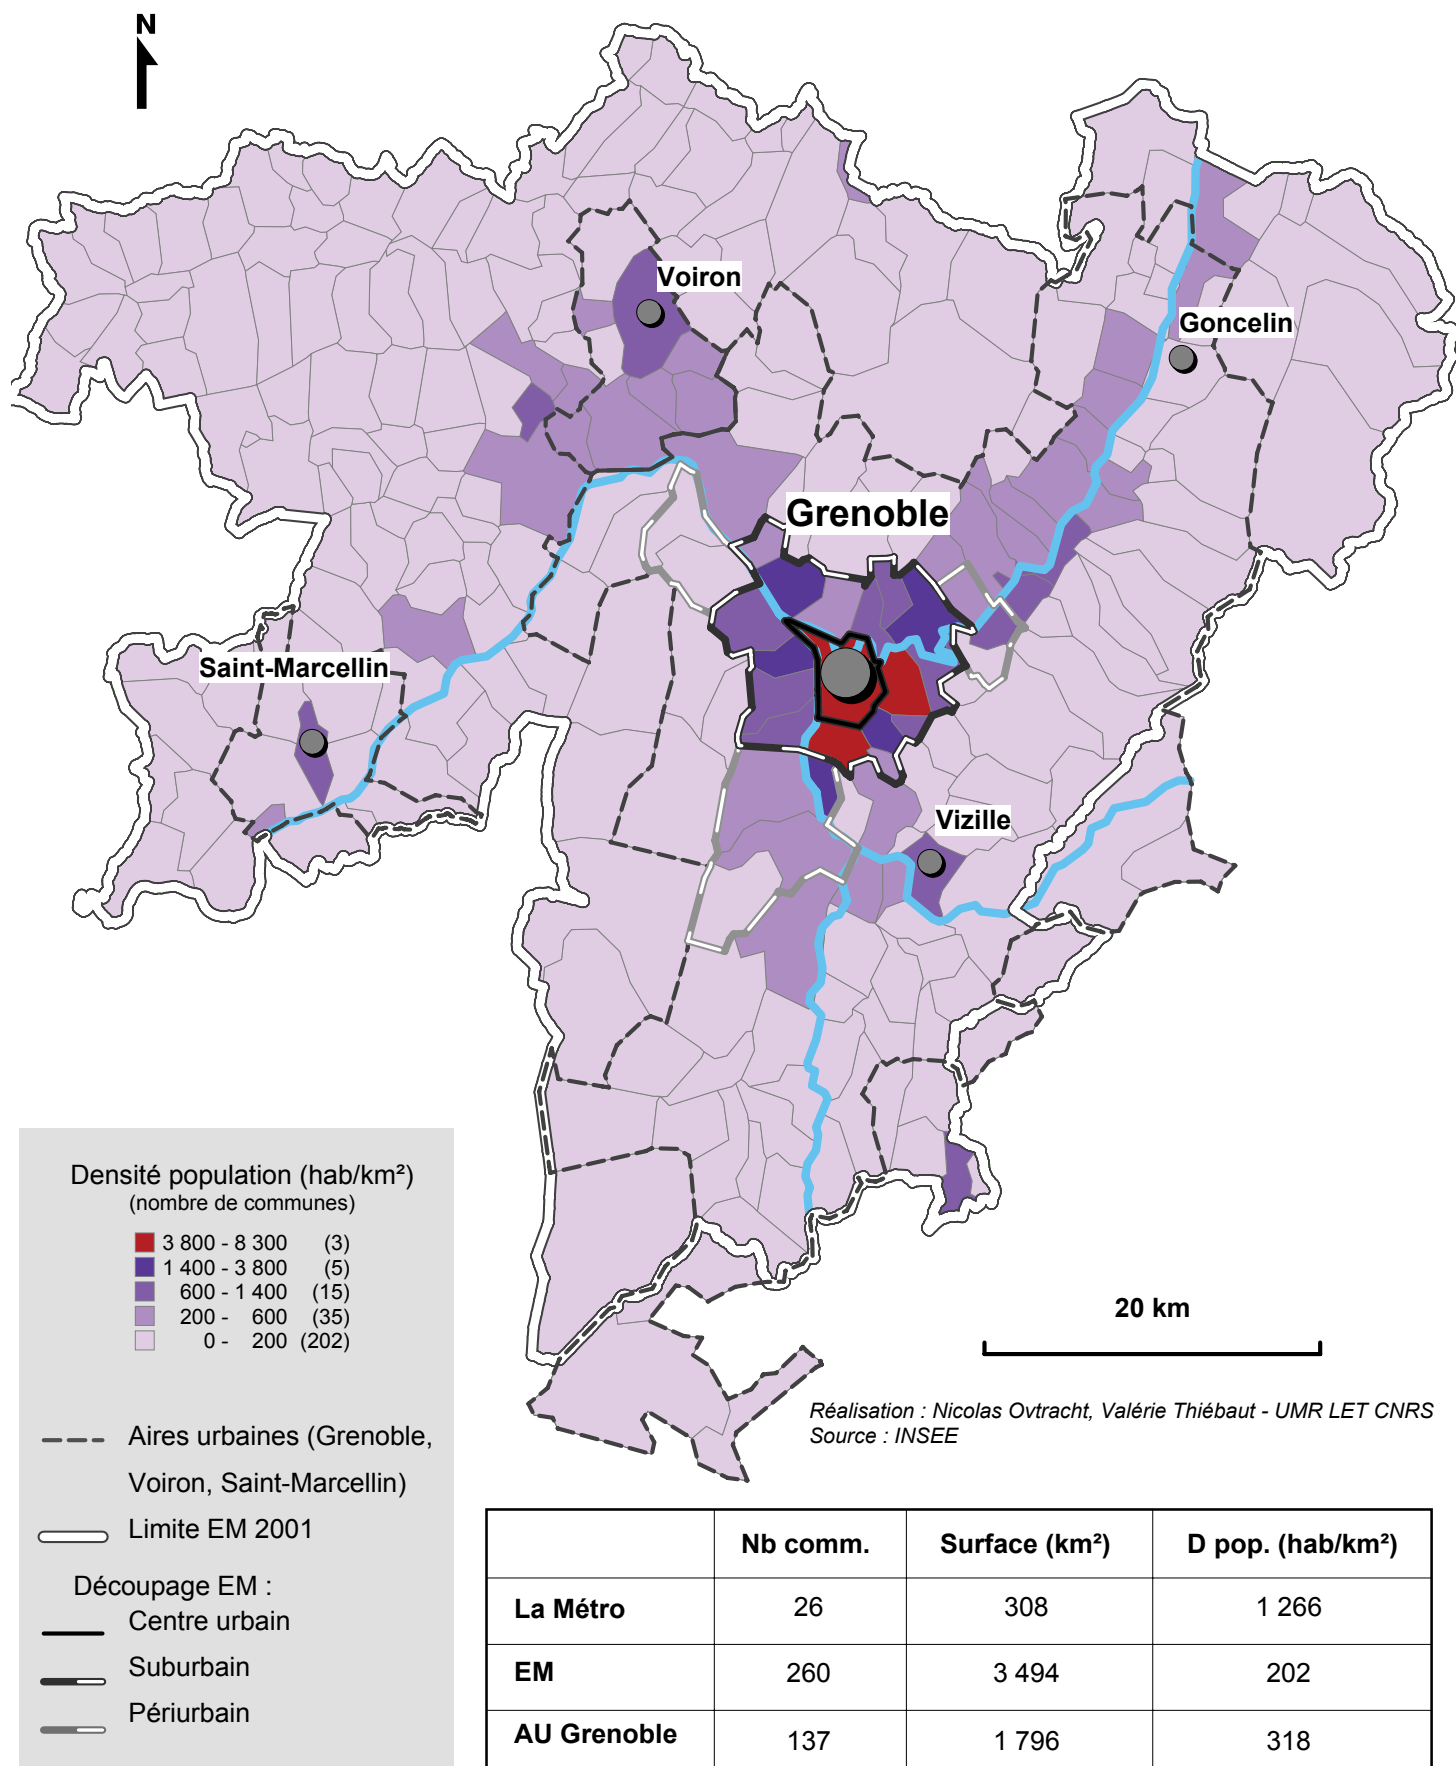 N
Voiron
Goncelin
Grenoble
Saint-Marcellin
Vizille
Densité population (hab/km²)
(nombre de communes)
3 800 - 8 300 (3)
1 400 - 3 800 (5)
600 - 1 400 (15)
200 - 600 (35)
0 - 200 (202)
Aires urbaines (Grenoble,
Voiron, Saint-Marcellin)
Limite EM 2001
Découpage EM :
Centre urbain
Suburbain
Périurbain
20 km
Réalisation : Nicolas Ovtracht, Valérie Thiébaut - UMR LET CNRS
Source : INSEE
Nb comm. Surface (km²) D pop. (hab/km²)
La Métro 26 308 1 266
EM 260 3 494 202
AU Grenoble 137 1 796 318